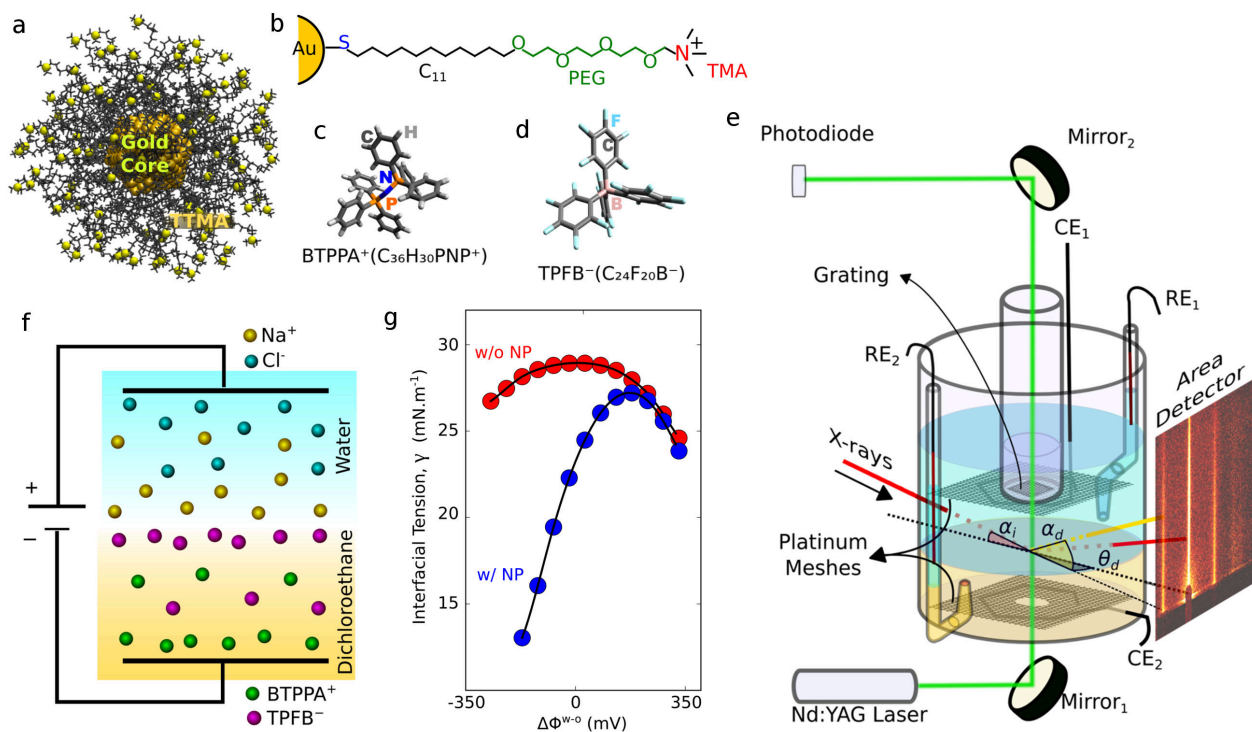 a
Gold
Core
TTMA
b
Au
S
C₁₁
O
O
O
O
PEG
N
+
TMA
c
C
H
N
P
BTPPA⁺(C₃₆H₃₀PNP⁺)
d
F
C
B
TPFB⁻(C₂₄F₂₀B⁻)
e
Photodiode
Mirror₂
CE₁
Grating
RE₁
RE₂
Area
Detector
X-rays
αᵢ
α_d
θ_d
Platinum
Meshes
CE₂
Nd:YAG Laser
Mirror₁
f
Na⁺
Cl⁻
+
−
Water
Dichloroethane
BTPPA⁺
TPFB⁻
g
w/o NP
w/ NP
Interfacial Tension, γ (mN.m⁻¹)
30
25
20
15
-350
0
350
ΔΦʷ⁻ᵒ (mV)